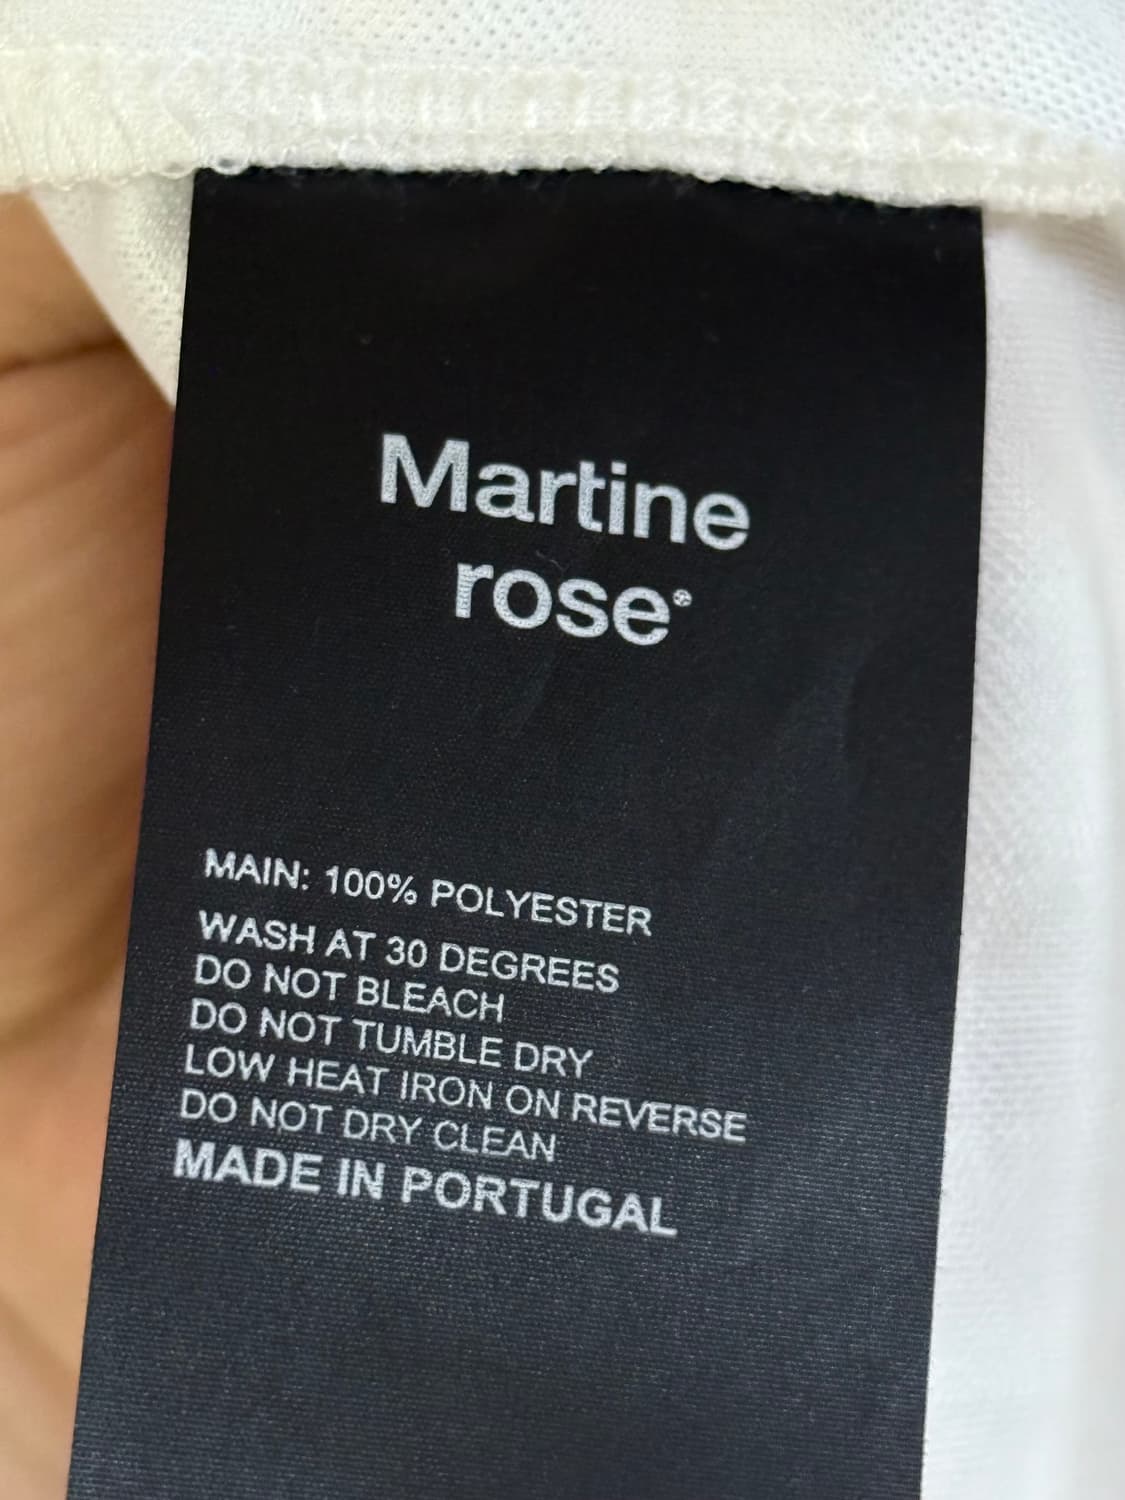 Martine
rose®
MAIN: 100% POLYESTER
WASH AT 30 DEGREES
DO NOT BLEACH
DO NOT TUMBLE DRY
LOW HEAT IRON ON REVERSE
DO NOT DRY CLEAN
MADE IN PORTUGAL